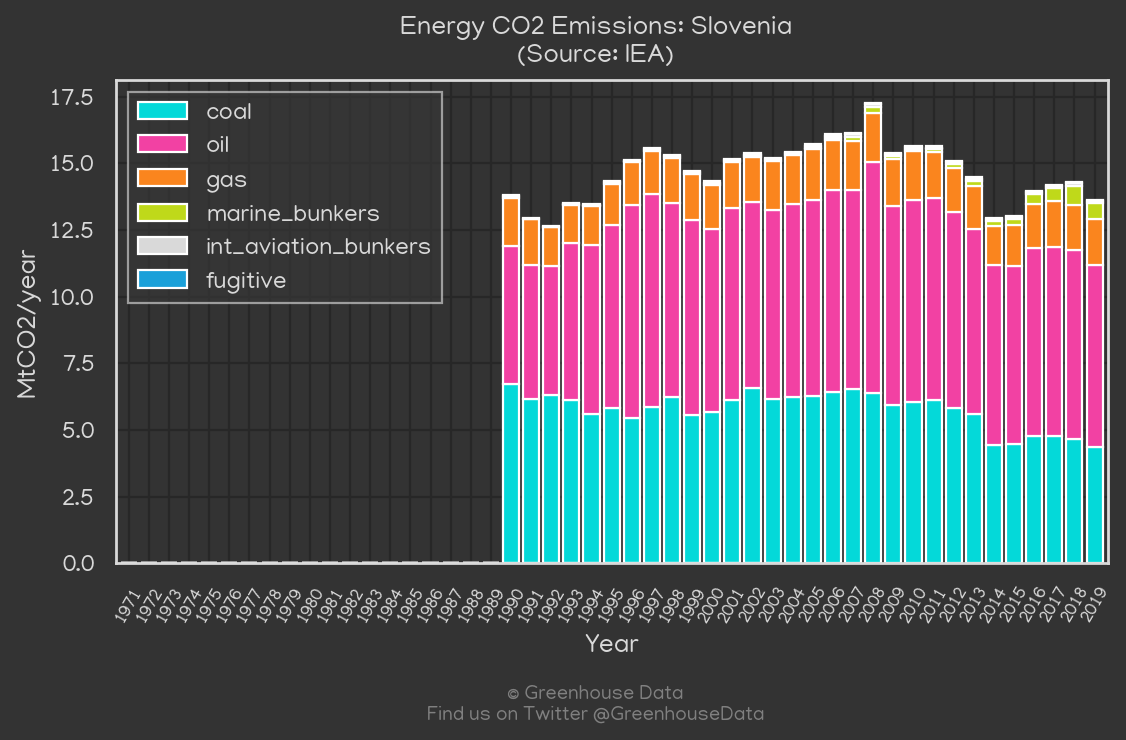 Energy CO2 Emissions: Slovenia
(Source: IEA)
17.5
15.0
12.5
10.0
7.5
5.0
2.5
0.0
MtCO2/year
coal
oil
gas
marine_bunkers
int_aviation_bunkers
fugitive
1971 1972 1973 1974 1975 1976 1977 1978 1979 1980 1981 1982 1983 1984 1985 1986 1987 1988 1989 1990 1991 1992 1993 1994 1995 1996 1997 1998 1999 2000 2001 2002 2003 2004 2005 2006 2007 2008 2009 2010 2011 2012 2013 2014 2015 2016 2017 2018 2019
Year
© Greenhouse Data
Find us on Twitter @GreenhouseData